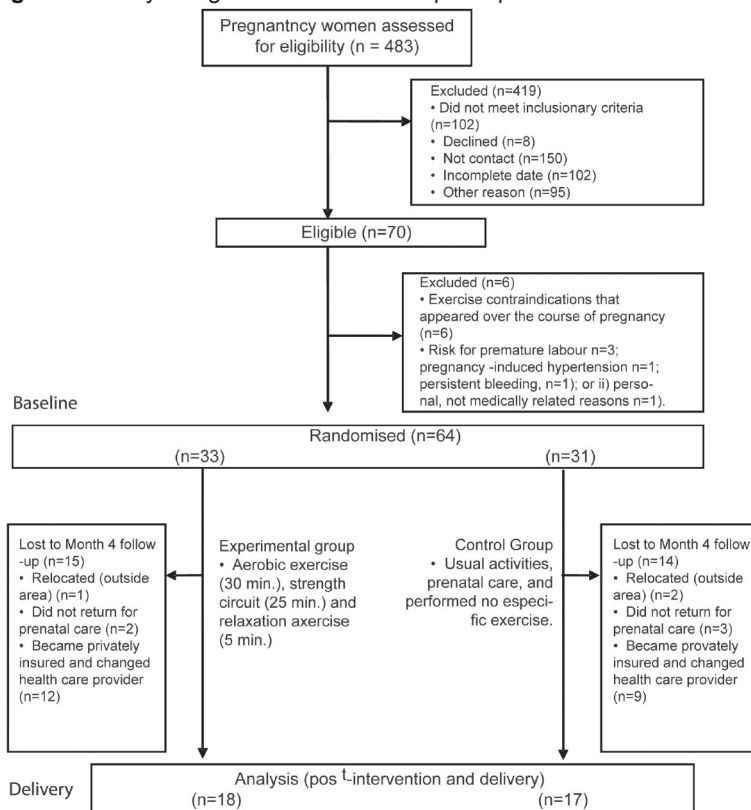 Pregnantncy women assessed
for eligibility (n = 483)
Excluded (n=419)
• Did not meet inclusionary criteria
(n=102)
• Declined (n=8)
• Not contact (n=150)
• Incomplete date (n=102)
• Other reason (n=95)
Eligible (n=70)
Excluded (n=6)
• Exercise contraindications that
appeared over the course of pregnancy
(n=6)
• Risk for premature labour n=3;
pregnancy -induced hypertension n=1;
persistent bleeding, n=1); or ii) perso-
nal, not medically related reasons n=1).
Baseline
Randomised (n=64)
(n=33) (n=31)
Lost to Month 4 follow
-up (n=15)
• Relocated (outside
area) (n=1)
• Did not return for
prenatal care (n=2)
• Became privately
insured and changed
health care provider
(n=12)
Experimental group
• Aerobic exercise
(30 min.), strength
circuit (25 min.) and
relaxation axercise
(5 min.)
Control Group
• Usual activities,
prenatal care, and
performed no especi-
fic exercise.
Lost to Month 4 follow
-up (n=14)
• Relocated (outside
area) (n=2)
• Did not return for
prenatal care (n=3)
• Became provately
insured and changed
health care provider
(n=9)
Delivery
Analysis (pos t-intervention and delivery)
(n=18) (n=17)